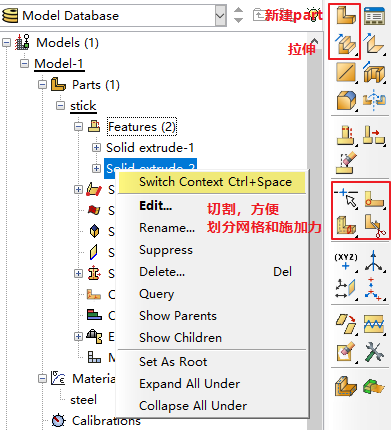 Model Database
新建part
拉伸
Models (1)
Model-1
Parts (1)
stick
Features (2)
Solid extrude-1
Solid extrude-2
Switch Context Ctrl+Space
Edit...
切割，方便
Rename...
划分网格和施加力
Suppress
Delete... Del
Query
Show Parents
Show Children
Set As Root
Expand All Under
Collapse All Under
S
S
S
S
S
C
E
M
Materia
steel
Calibrations
(XYZ)